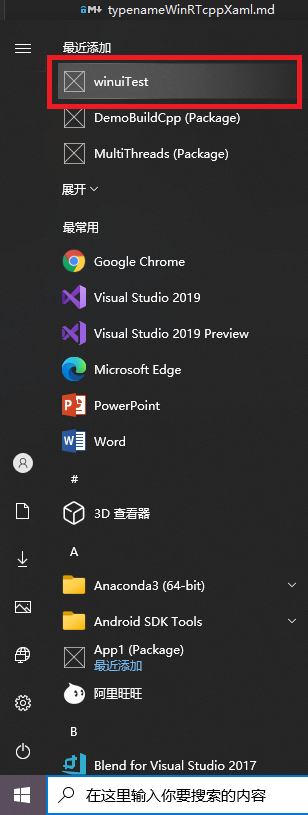 typenameWinRTcppXaml.md
最近添加
winuiTest
DemoBuildCpp (Package)
MultiThreads (Package)
展开
最常用
Google Chrome
Visual Studio 2019
Visual Studio 2019 Preview
Microsoft Edge
PowerPoint
Word
#
3D 查看器
A
Anaconda3 (64-bit)
Android SDK Tools
App1 (Package)
最近添加
阿里旺旺
B
Blend for Visual Studio 2017
在这里输入你要搜索的内容